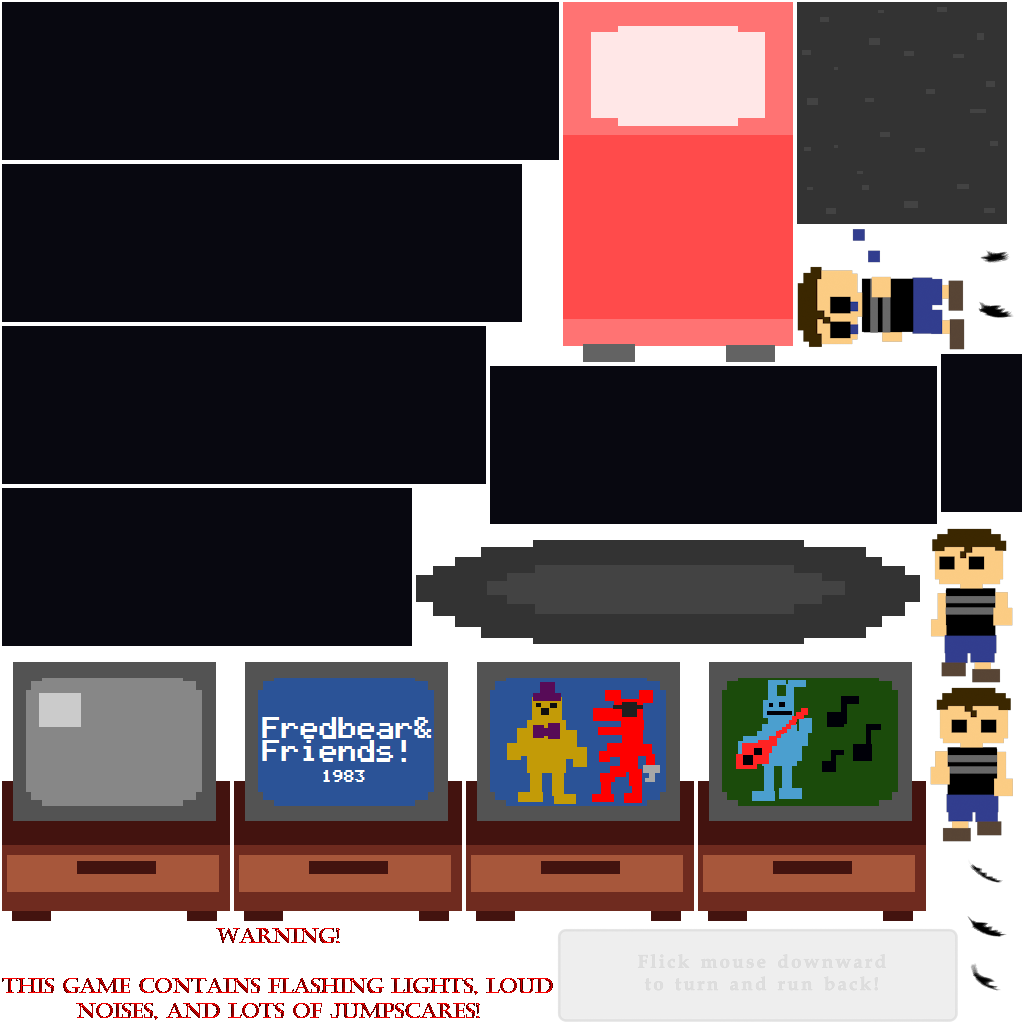 Fredbear&
Friends!
1983
WARNING!
THIS GAME CONTAINS FLASHING LIGHTS, LOUD
NOISES, AND LOTS OF JUMPSCARES!
Flick mouse downward
to turn and run back!